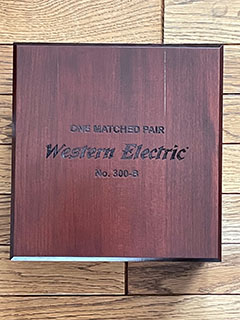 ONE MATCHED PAIR
Western Electric
No. 300-B